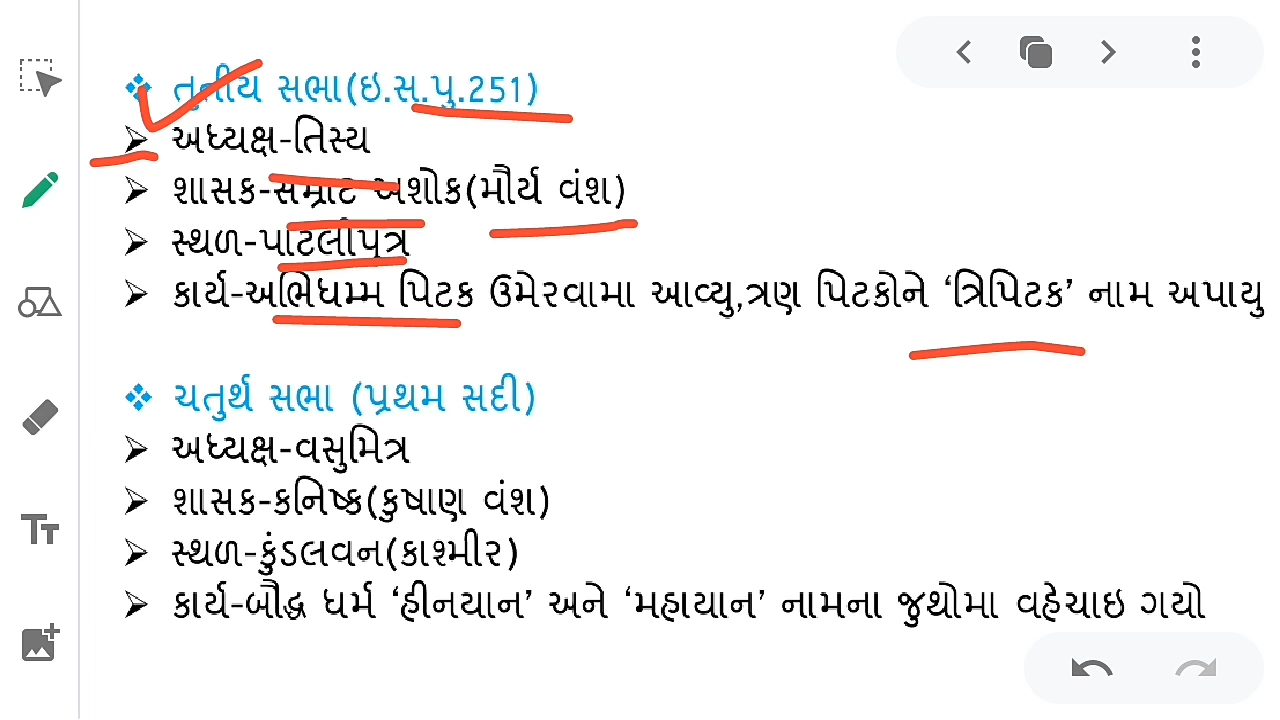 ❖ તૃતીય સભા(ઇ.સ.પુ.251)
➢ અધ્યક્ષ-તિસ્ય
➢ શાસક-સમ્રાટ અશોક(મૌર્ય વંશ)
➢ સ્થળ-પાટલીપુત્ર
➢ કાર્ય-અભિધમ્મ પિટક ઉમેરવામા આવ્યુ,ત્રણ પિટકોને ‘ત્રિપિટક’ નામ અપાયુ
❖ ચતુર્થ સભા (પ્રથમ સદી)
➢ અધ્યક્ષ-વસુમિત્ર
➢ શાસક-કનિષ્ક(કુષાણ વંશ)
➢ સ્થળ-કુંડલવન(કાશ્મીર)
➢ કાર્ય-બૌદ્ધ ધર્મ ‘હીનયાન’ અને ‘મહાયાન’ નામના જુથોમા વહેચાઇ ગયો
TT